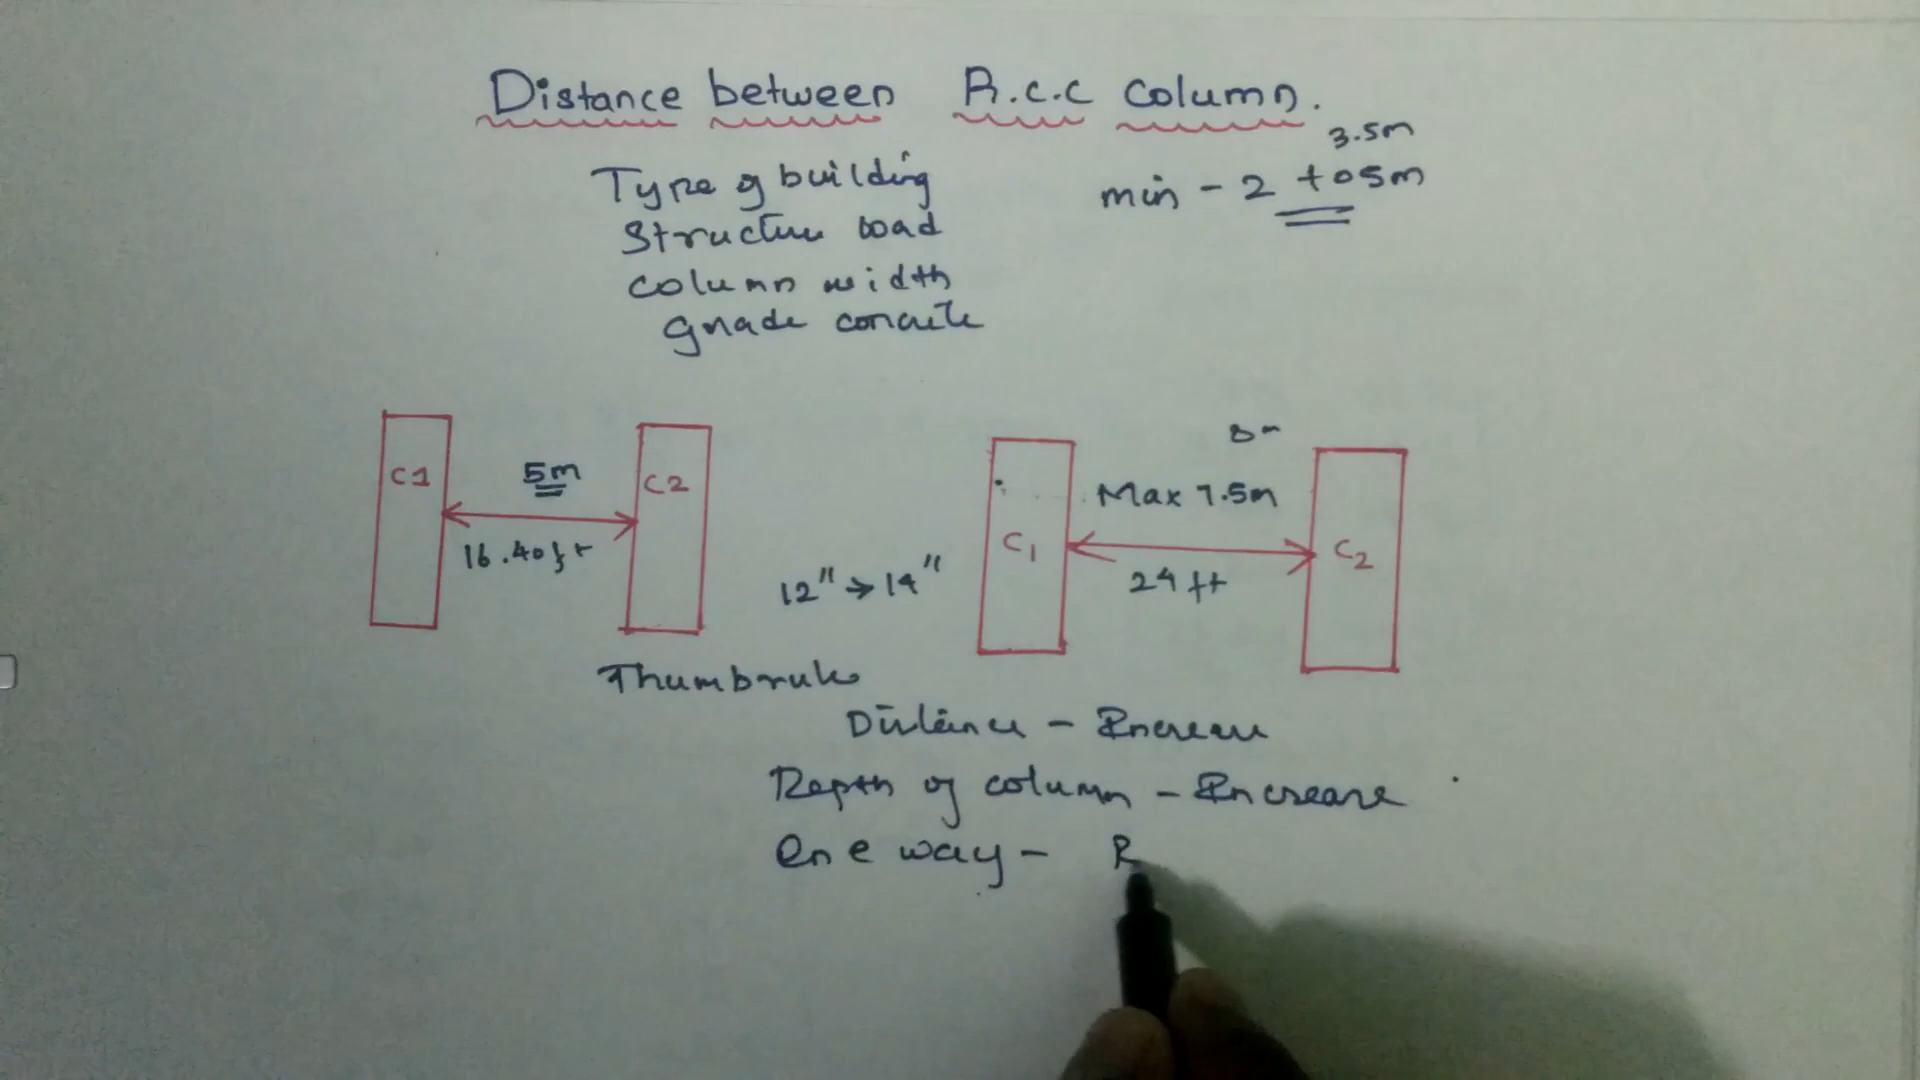 Distance between R.C.C Column.
3.5m
min - 2 to 5m
Type of building
Structure load
Column width
grade concrete
C1
5m
C2
16.40ft
8m
Max 7.5m
C1
C2
24 ft
12" → 14"
Thumbrule
Distance - Increase
Depth of column - Increase
One way - R